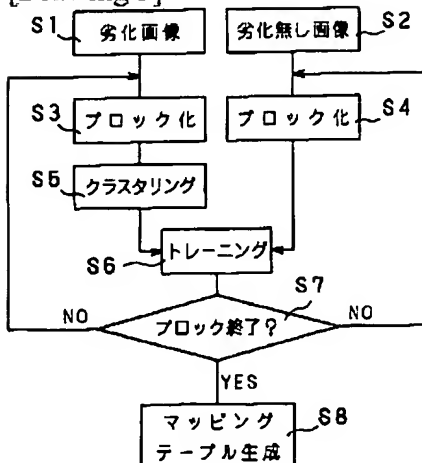 S1
劣化画像
劣化無し画像
S2
S3
ブロック化
ブロック化
S4
S5
クラスタリング
S6
トレーニング
S7
NO
ブロック終了?
NO
YES
マッピング
テーブル生成
S8